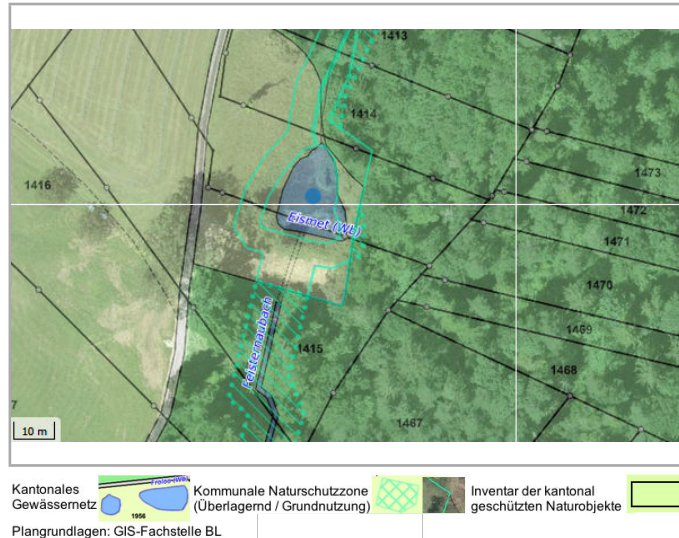 1413
1414
1473
1416
1472
Eismet (WL)
1471
1470
Feisternaubach
1469
1415
1468
7
1467
10 m
Kantonales
Gewässernetz
1956
Kommunale Naturschutzzone
(Überlagernd / Grundnutzung)
Inventar der kantonal
geschützten Naturobjekte
Plangrundlagen: GIS-Fachstelle BL